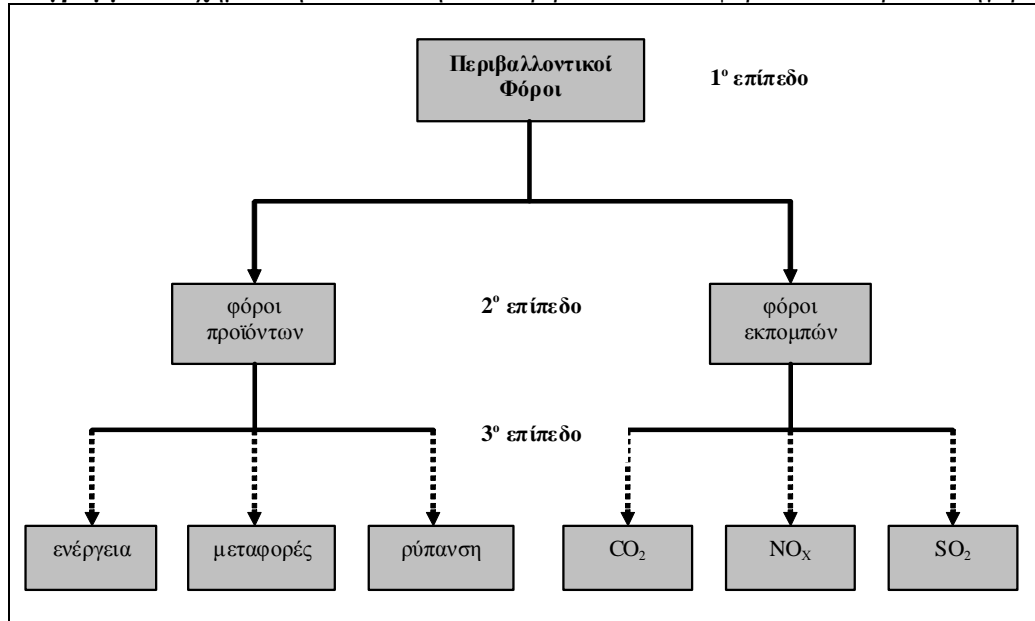 Περιβαλλοντικοί
Φόροι
1ο επίπεδο
φόροι
προϊόντων
2ο επίπεδο
φόροι
εκπομπών
3ο επίπεδο
ενέργεια
μεταφορές
ρύπανση
CO2
NOX
SO2